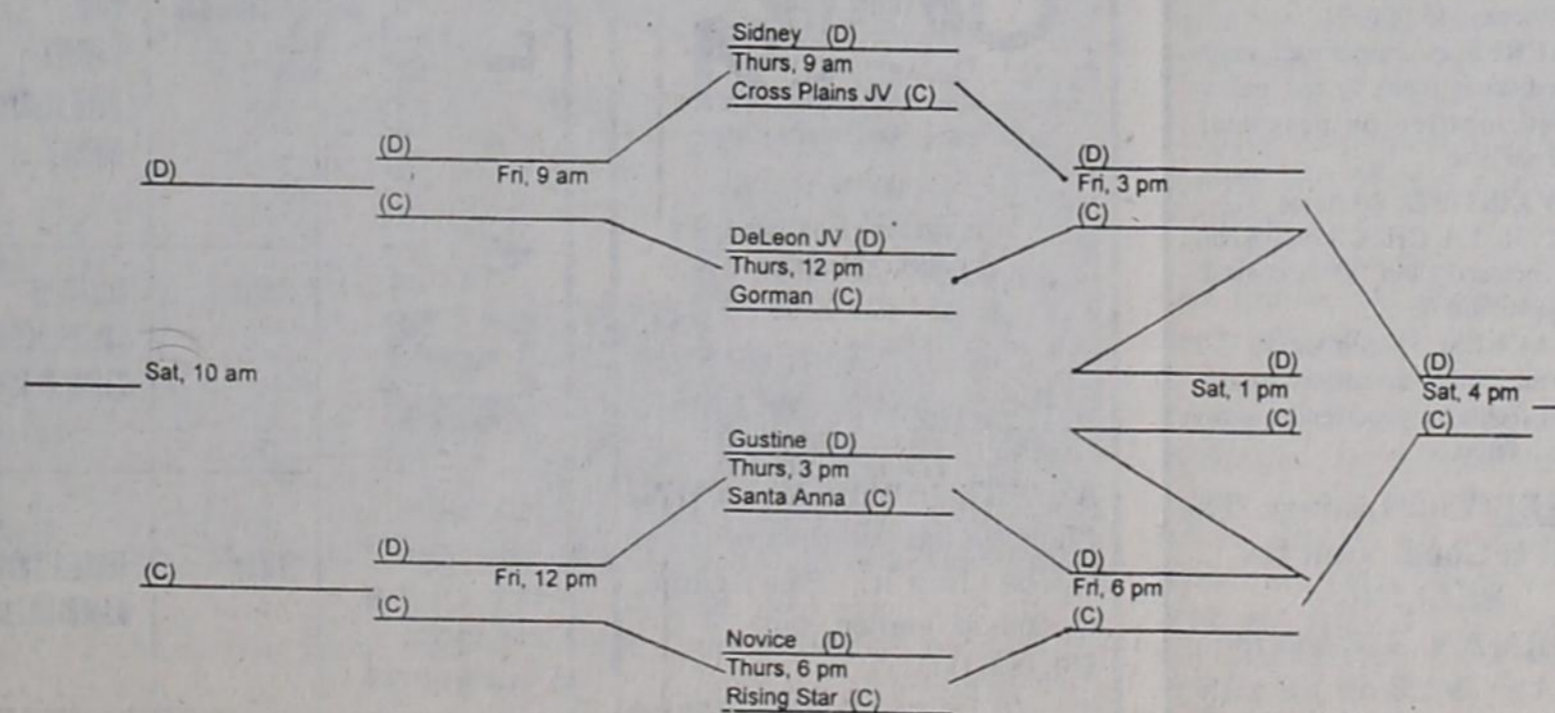 Sidney (D)
Thurs, 9 am
Cross Plains JV (C)
(D)
Fri, 9 am
(C)
(D)
(D)
Fri, 3 pm
(C)
DeLeon JV (D)
Thurs, 12 pm
Gorman (C)
Sat, 10 am
(D)
Sat, 1 pm
(C)
(D)
Sat, 4 pm
(C)
Gustine (D)
Thurs, 3 pm
Santa Anna (C)
(D)
Fri, 12 pm
(C)
(C)
(D)
Fri, 6 pm
(C)
Novice (D)
Thurs, 6 pm
Rising Star (C)